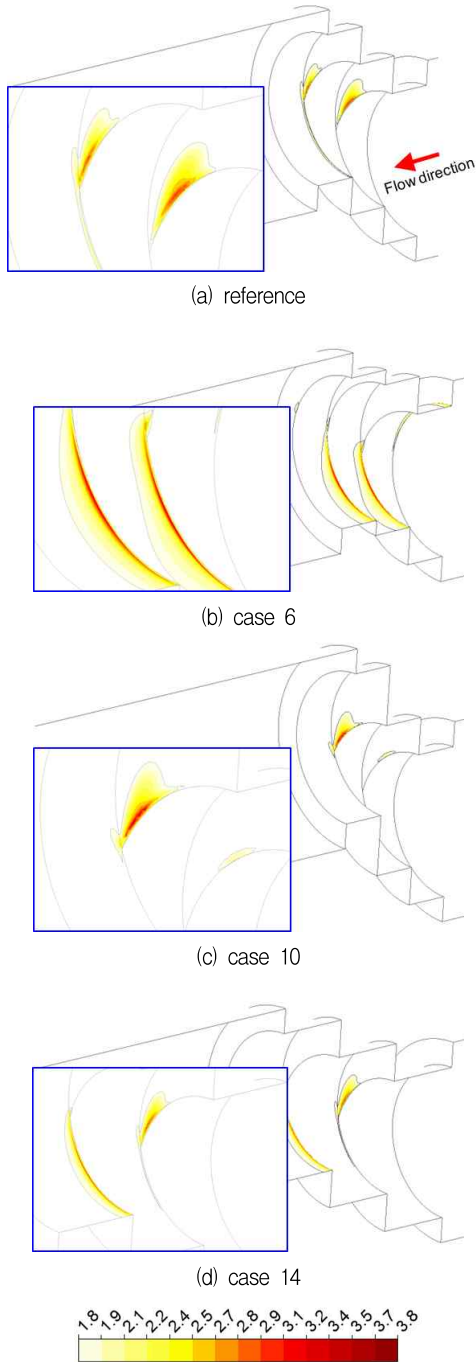 Flow direction
(a) reference
(b) case 6
(c) case 10
(d) case 14
1.8 1.9 2.1 2.2 2.4 2.5 2.7 2.8 2.9 3.1 3.2 3.4 3.5 3.7 3.8